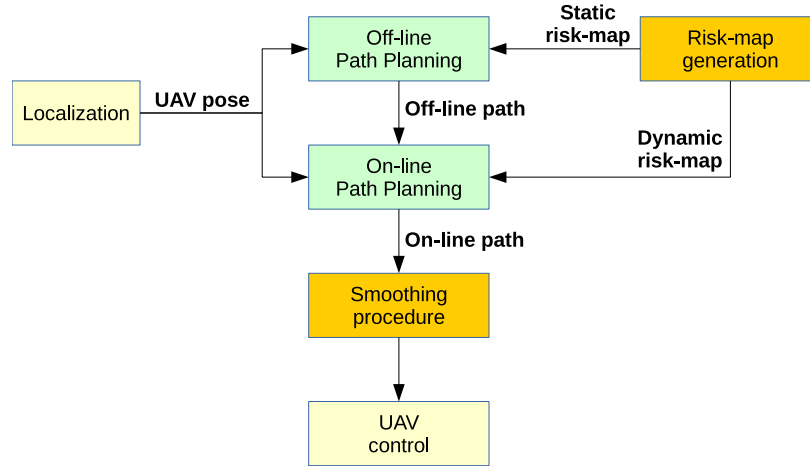 Off-line
Path Planning
Static
risk-map
Risk-map
generation
Localization
UAV pose
Off-line path
Dynamic
risk-map
On-line
Path Planning
On-line path
Smoothing
procedure
UAV
control